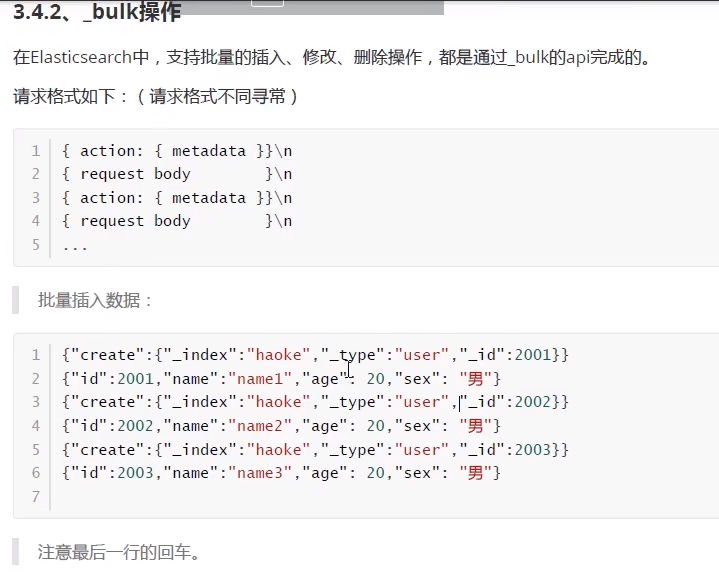 3.4.2、_bulk操作
在Elasticsearch中，支持批量的插入、修改、删除操作，都是通过_bulk的api完成的。
请求格式如下：（请求格式不同寻常）
1 { action: { metadata }}\n
2 { request body        }\n
3 { action: { metadata }}\n
4 { request body        }\n
5 ...
批量插入数据：
1 {"create":{"_index":"haoke","_type":"user","_id":2001}}
2 {"id":2001,"name":"name1","age": 20,"sex": "男"}
3 {"create":{"_index":"haoke","_type":"user","_id":2002}}
4 {"id":2002,"name":"name2","age": 20,"sex": "男"}
5 {"create":{"_index":"haoke","_type":"user","_id":2003}}
6 {"id":2003,"name":"name3","age": 20,"sex": "男"}
7
注意最后一行的回车。